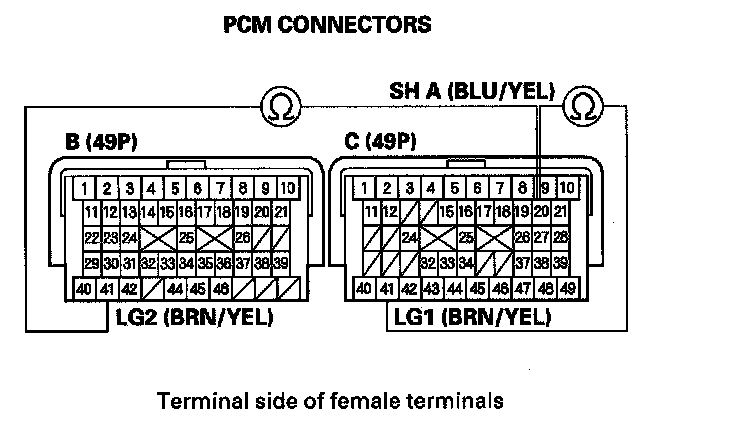 PCM CONNECTORS
Ω
SH A (BLU/YEL)
Ω
B (49P)
C (49P)
1 2 3 4 5 6 7 8 9 10
1 2 3 4 5 6 7 8 9 10
11 12 13 14 15 16 17 18 19 20 21
11 12 15 16 17 18 19 20 21
22 23 24 25 26
24 25 26 27 28
29 30 31 32 33 34 35 36 37 38 39
32 33 34 37 38 39
40 41 42 44 45 46
40 41 42 43 44 45 46 47 48 49
LG2 (BRN/YEL)
LG1 (BRN/YEL)
Terminal side of female terminals